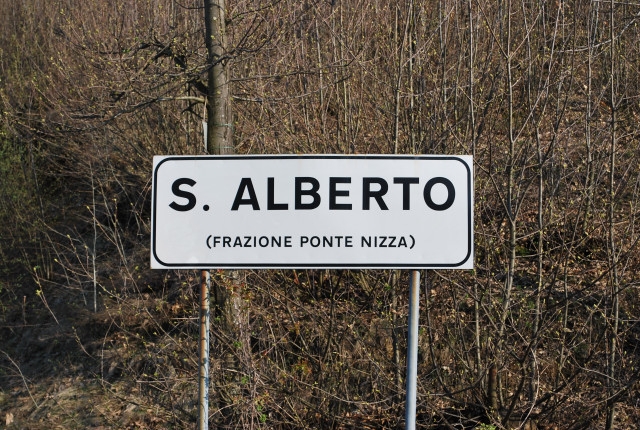 S. ALBERTO
(FRAZIONE PONTE NIZZA)